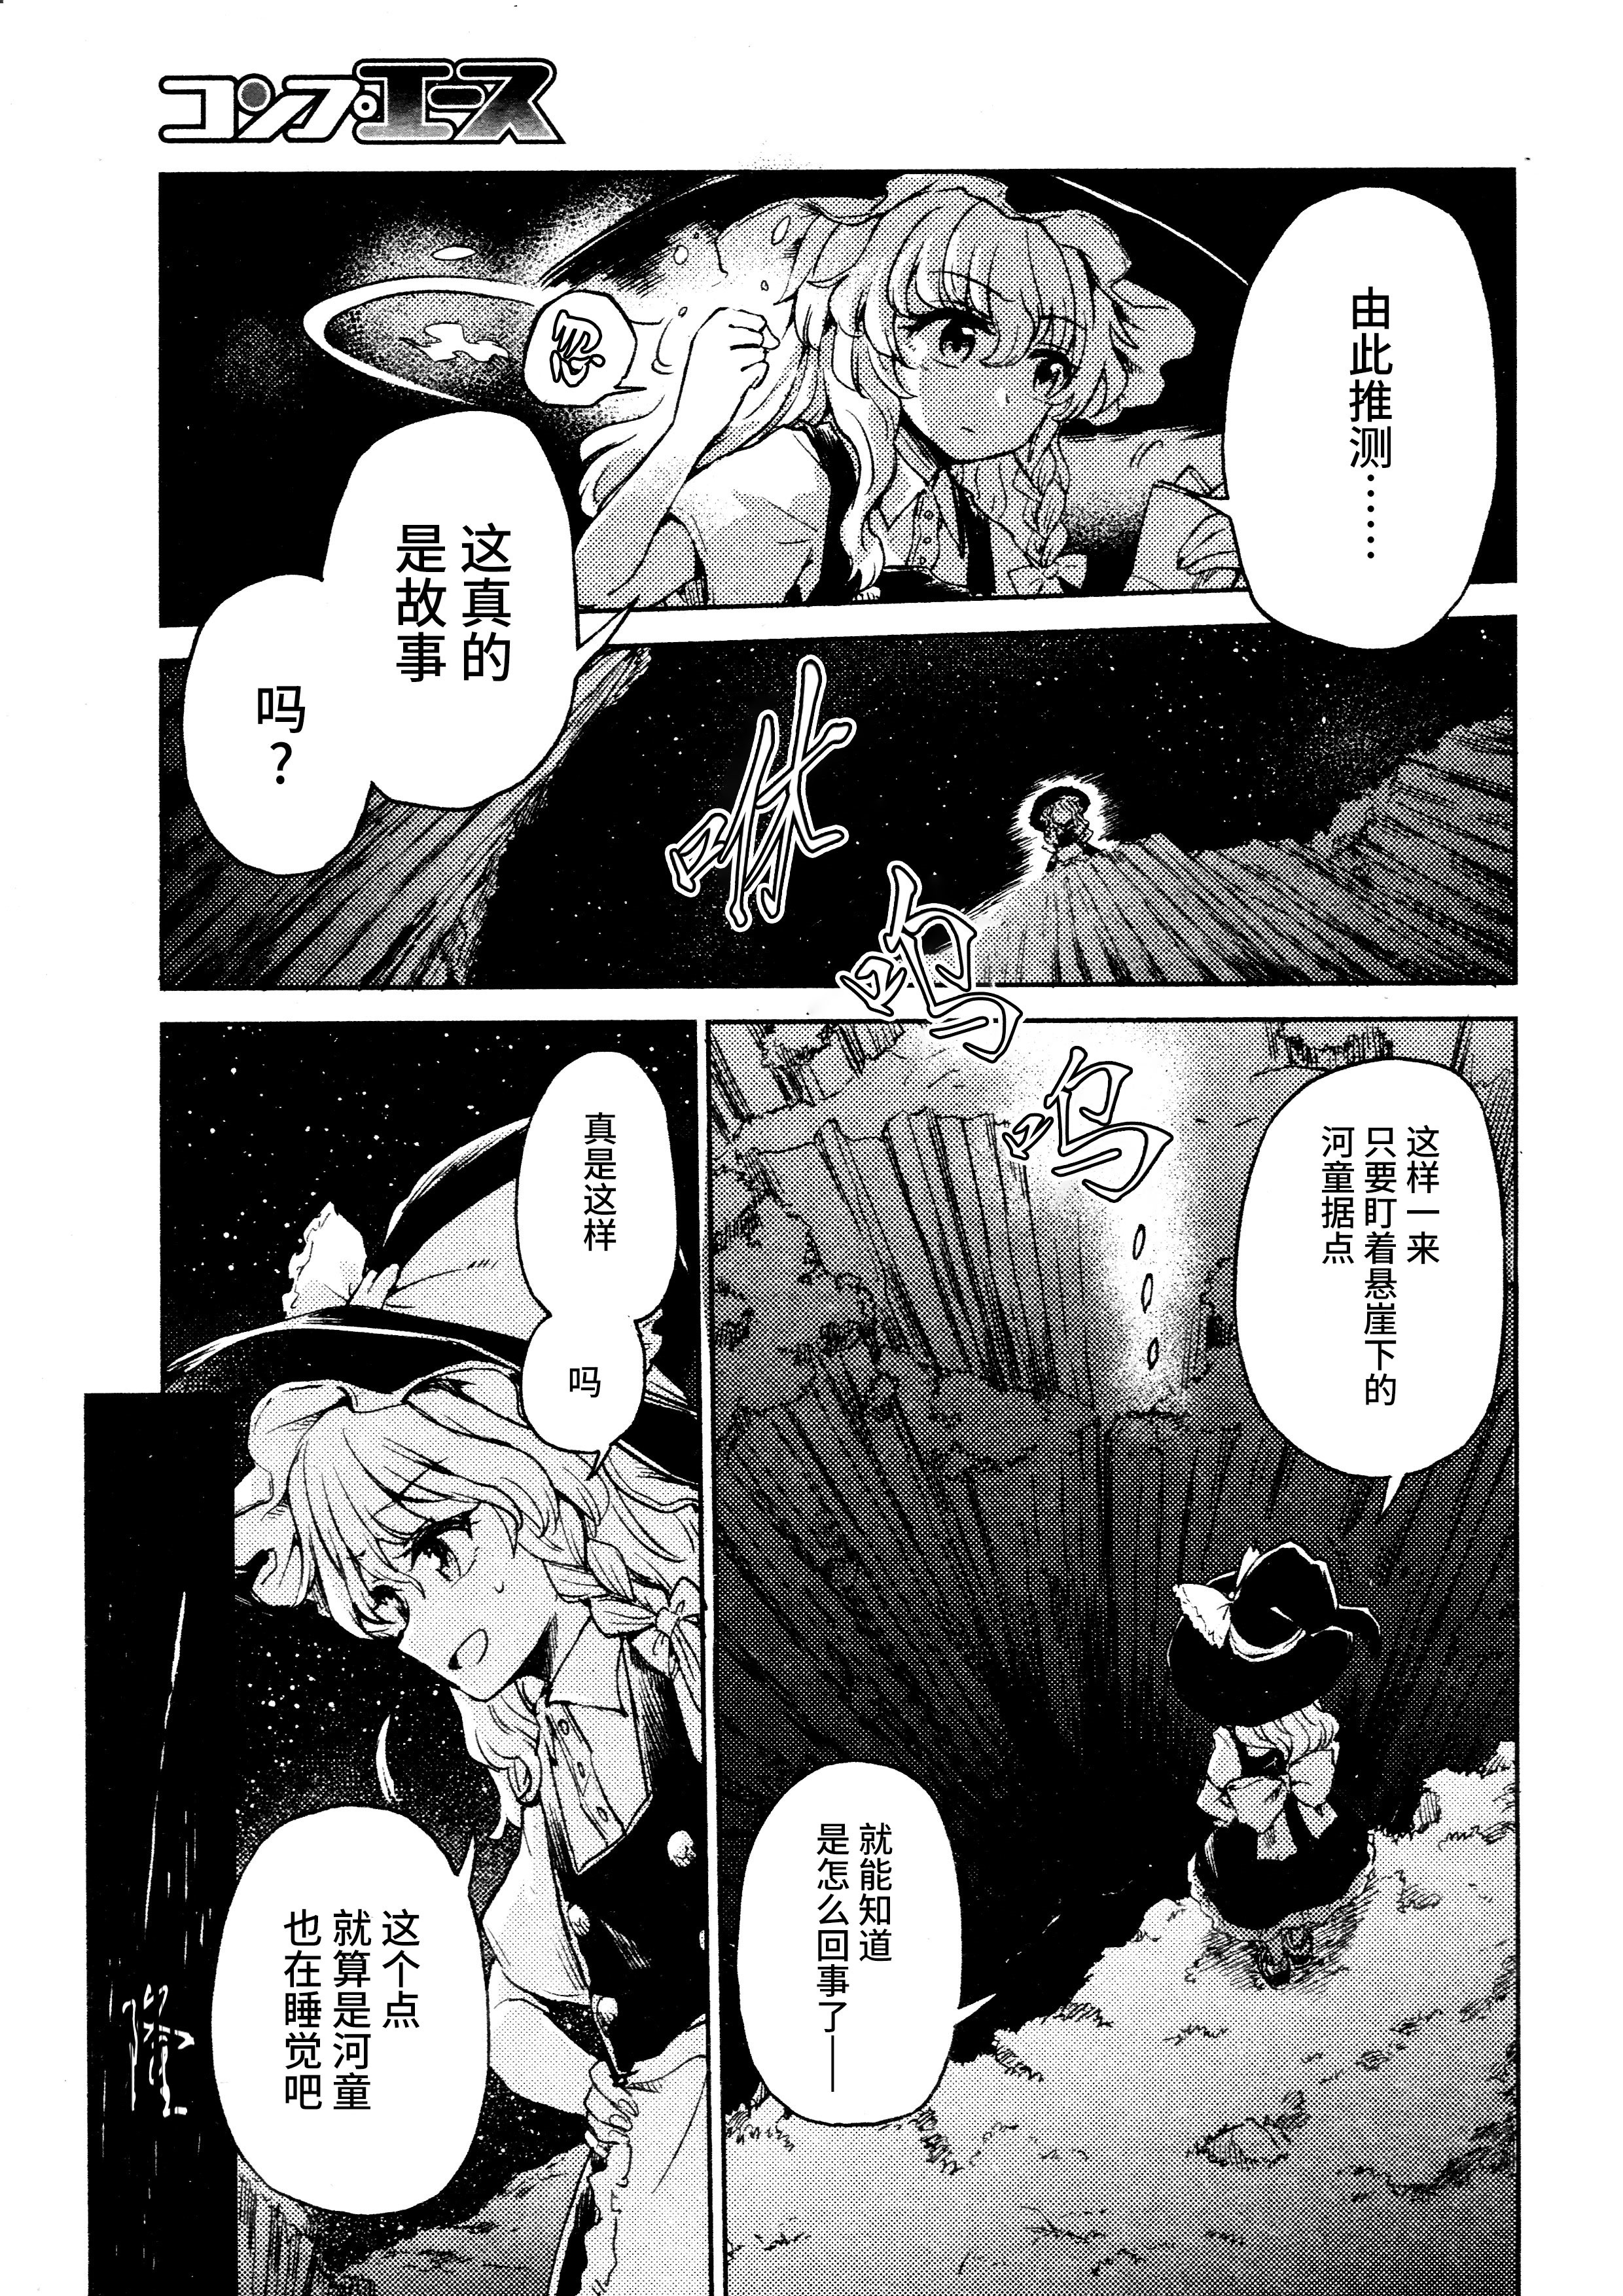 コンプ・エース
由此推测……
忍
这真的
是故事
吗?
咻
呜
呜
这样一来
只要盯着悬崖下的
河童据点
就能知道
是怎么回事了——
真是这样
吗
这个点
就算是河童
也在睡觉吧
隆